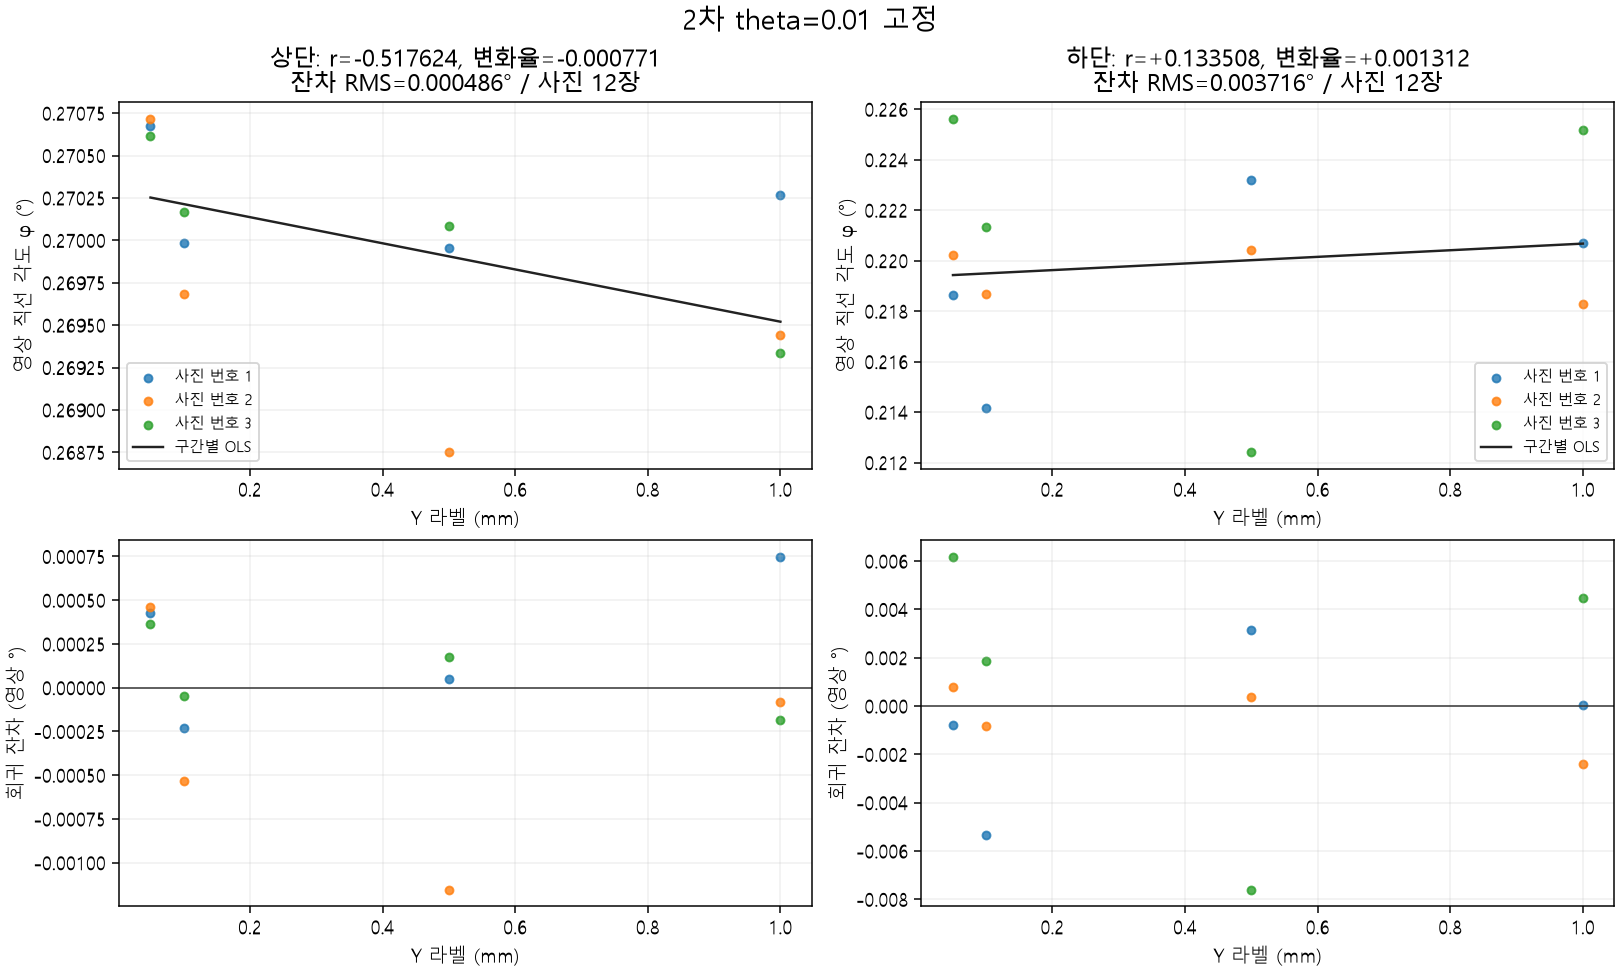 2차 theta=0.01 고정
상단: r=-0.517624, 변화율=-0.000771
잔차 RMS=0.000486° / 사진 12장
0.27075
0.27050
0.27025
0.27000
0.26975
0.26950
0.26925
0.26900
0.26875
영상 직선 각도 φ (°)
사진 번호 1
사진 번호 2
사진 번호 3
구간별 OLS
0.2
0.4
0.6
0.8
1.0
Y 라벨 (mm)
하단: r=+0.133508, 변화율=+0.001312
잔차 RMS=0.003716° / 사진 12장
0.226
0.224
0.222
0.220
0.218
0.216
0.214
0.212
영상 직선 각도 φ (°)
사진 번호 1
사진 번호 2
사진 번호 3
구간별 OLS
0.2
0.4
0.6
0.8
1.0
Y 라벨 (mm)
0.00075
0.00050
0.00025
0.00000
-0.00025
-0.00050
-0.00075
-0.00100
회귀 잔차 (영상 °)
0.2
0.4
0.6
0.8
1.0
Y 라벨 (mm)
0.006
0.004
0.002
0.000
-0.002
-0.004
-0.006
-0.008
회귀 잔차 (영상 °)
0.2
0.4
0.6
0.8
1.0
Y 라벨 (mm)